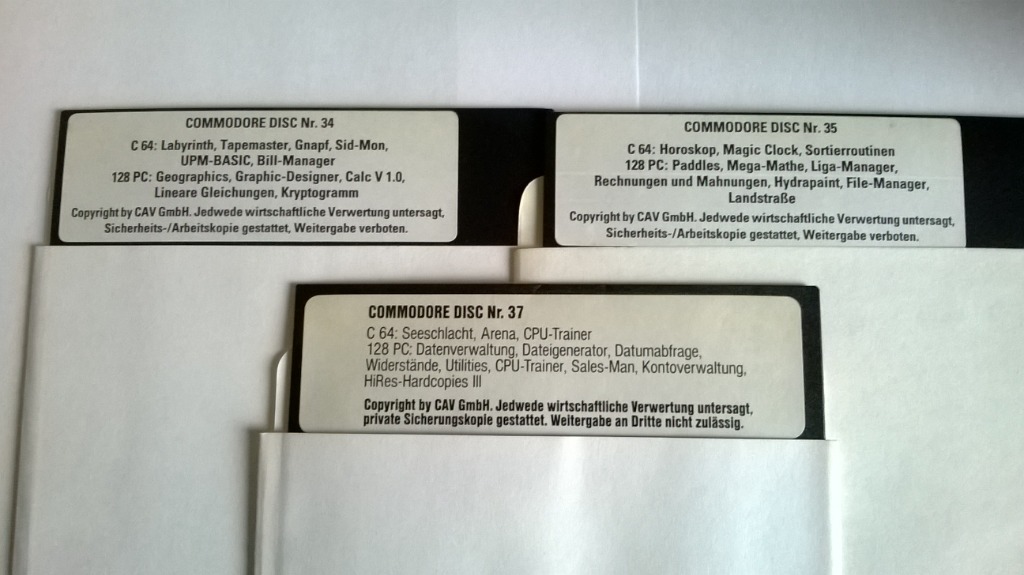 COMMODORE DISC Nr. 34
C 64: Labyrinth, Tapemaster, Gnapf, Sid-Mon,
UPM-BASIC, Bill-Manager
128 PC: Geographics, Graphic-Designer, Calc V 1.0,
Lineare Gleichungen, Kryptogramm
Copyright by CAV GmbH. Jedwede wirtschaftliche Verwertung untersagt,
Sicherheits-/Arbeitskopie gestattet, Weitergabe verboten.
COMMODORE DISC Nr. 35
C 64: Horoskop, Magic Clock, Sortierroutinen
128 PC: Paddles, Mega-Mathe, Liga-Manager,
Rechnungen und Mahnungen, Hydrapaint, File-Manager,
Landstraße
Copyright by CAV GmbH. Jedwede wirtschaftliche Verwertung untersagt,
Sicherheits-/Arbeitskopie gestattet, Weitergabe verboten.
COMMODORE DISC Nr. 37
C 64: Seeschlacht, Arena, CPU-Trainer
128 PC: Datenverwaltung, Dateigenerator, Datumabfrage,
Widerstände, Utilities, CPU-Trainer, Sales-Man, Kontoverwaltung,
HiRes-Hardcopies III
Copyright by CAV GmbH. Jedwede wirtschaftliche Verwertung untersagt,
private Sicherungskopie gestattet. Weitergabe an Dritte nicht zulässig.